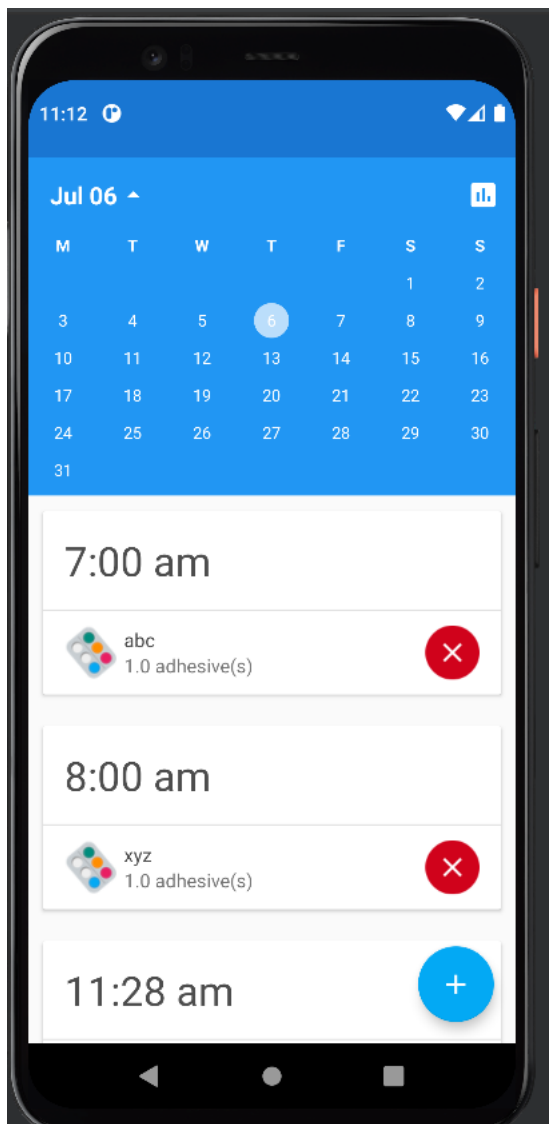 11:12
Jul 06
M T W T F S S
1 2
3 4 5 6 7 8 9
10 11 12 13 14 15 16
17 18 19 20 21 22 23
24 25 26 27 28 29 30
31
7:00 am
abc
1.0 adhesive(s)
8:00 am
xyz
1.0 adhesive(s)
11:28 am